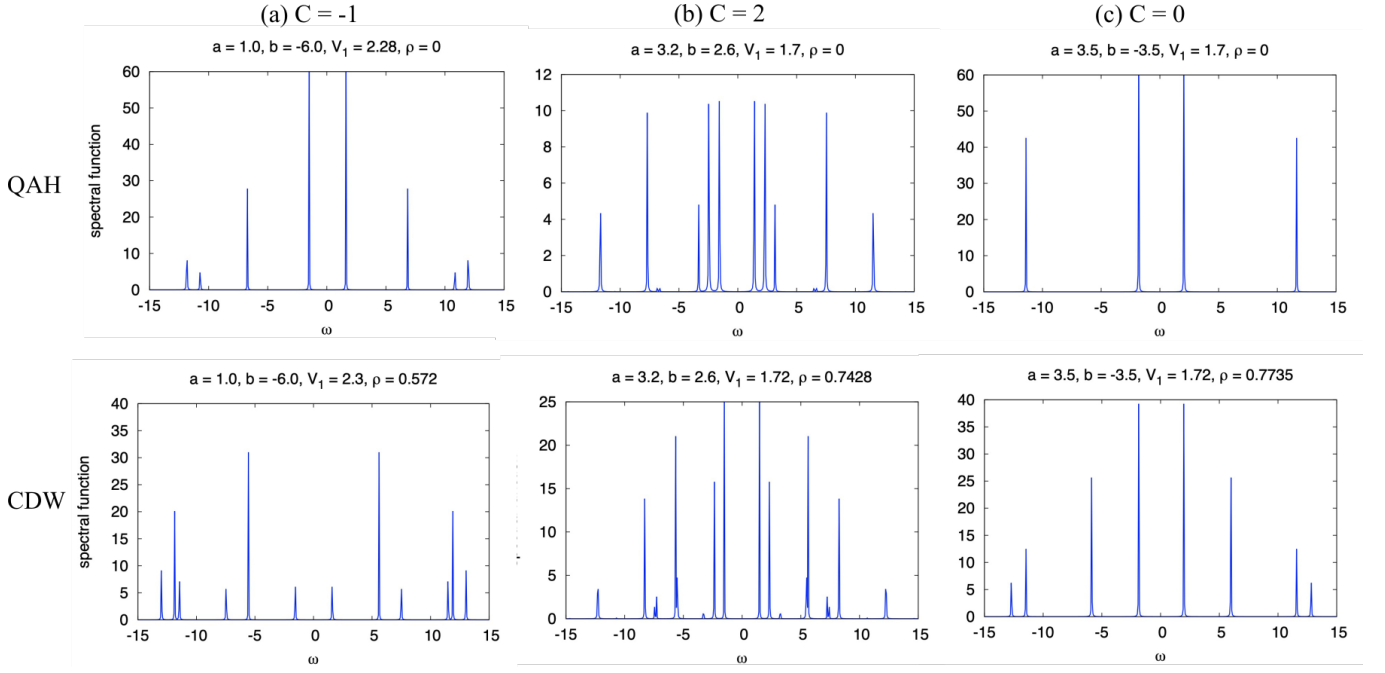 (a) C = -1
(b) C = 2
(c) C = 0
QAH
a = 1.0, b = -6.0, V1 = 2.28, ρ = 0
spectral function
60
50
40
30
20
10
0
-15 -10 -5 0 5 10 15
ω
a = 3.2, b = 2.6, V1 = 1.7, ρ = 0
12
10
8
6
4
2
0
-15 -10 -5 0 5 10 15
ω
a = 3.5, b = -3.5, V1 = 1.7, ρ = 0
60
50
40
30
20
10
0
-15 -10 -5 0 5 10 15
ω
CDW
a = 1.0, b = -6.0, V1 = 2.3, ρ = 0.572
spectral function
40
35
30
25
20
15
10
5
0
-15 -10 -5 0 5 10 15
ω
a = 3.2, b = 2.6, V1 = 1.72, ρ = 0.7428
25
20
15
10
5
0
-15 -10 -5 0 5 10 15
ω
a = 3.5, b = -3.5, V1 = 1.72, ρ = 0.7735
40
35
30
25
20
15
10
5
0
-15 -10 -5 0 5 10 15
ω